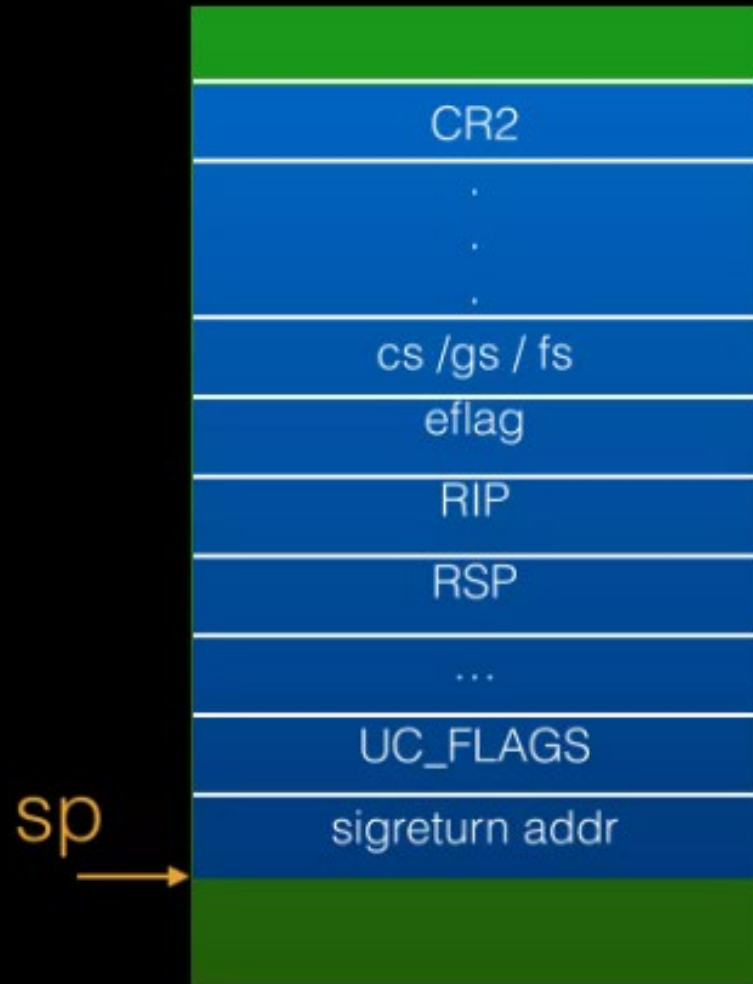 CR2
.
.
.
cs /gs / fs
eflag
RIP
RSP
...
UC_FLAGS
sp
sigreturn addr